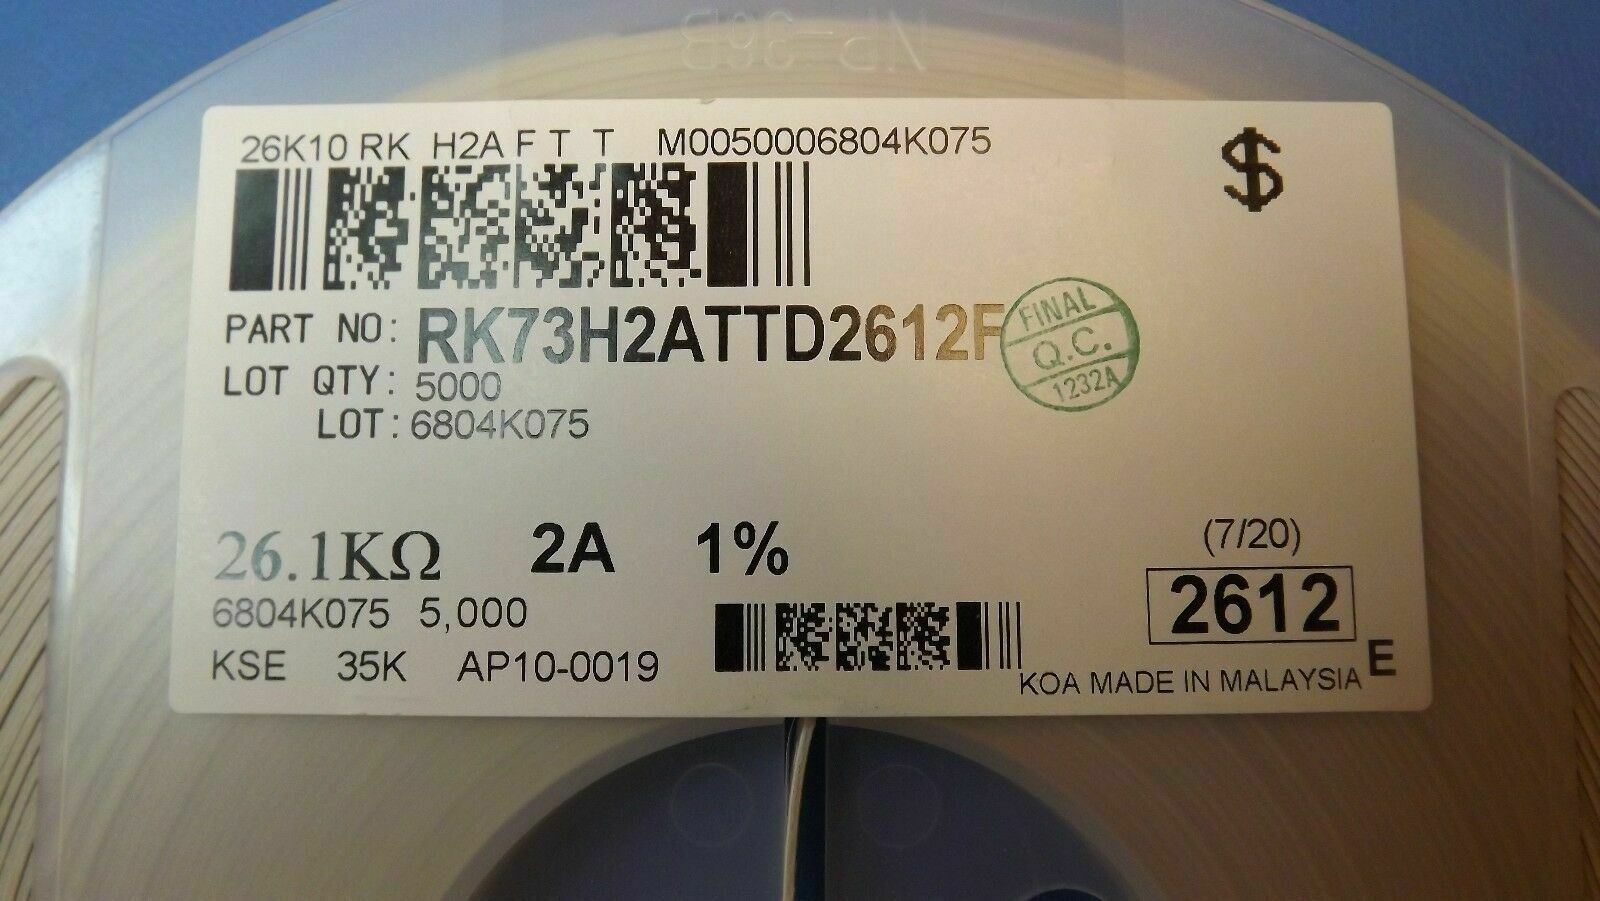 NP-36B
26K10 RK H2A F T T M0050006804K075
$
PART NO: RK73H2ATTD2612F
FINAL
Q.C.
1232A
LOT QTY: 5000
LOT: 6804K075
26.1KΩ 2A 1%
(7/20)
6804K075 5,000
2612
KSE 35K AP10-0019
KOA MADE IN MALAYSIA E